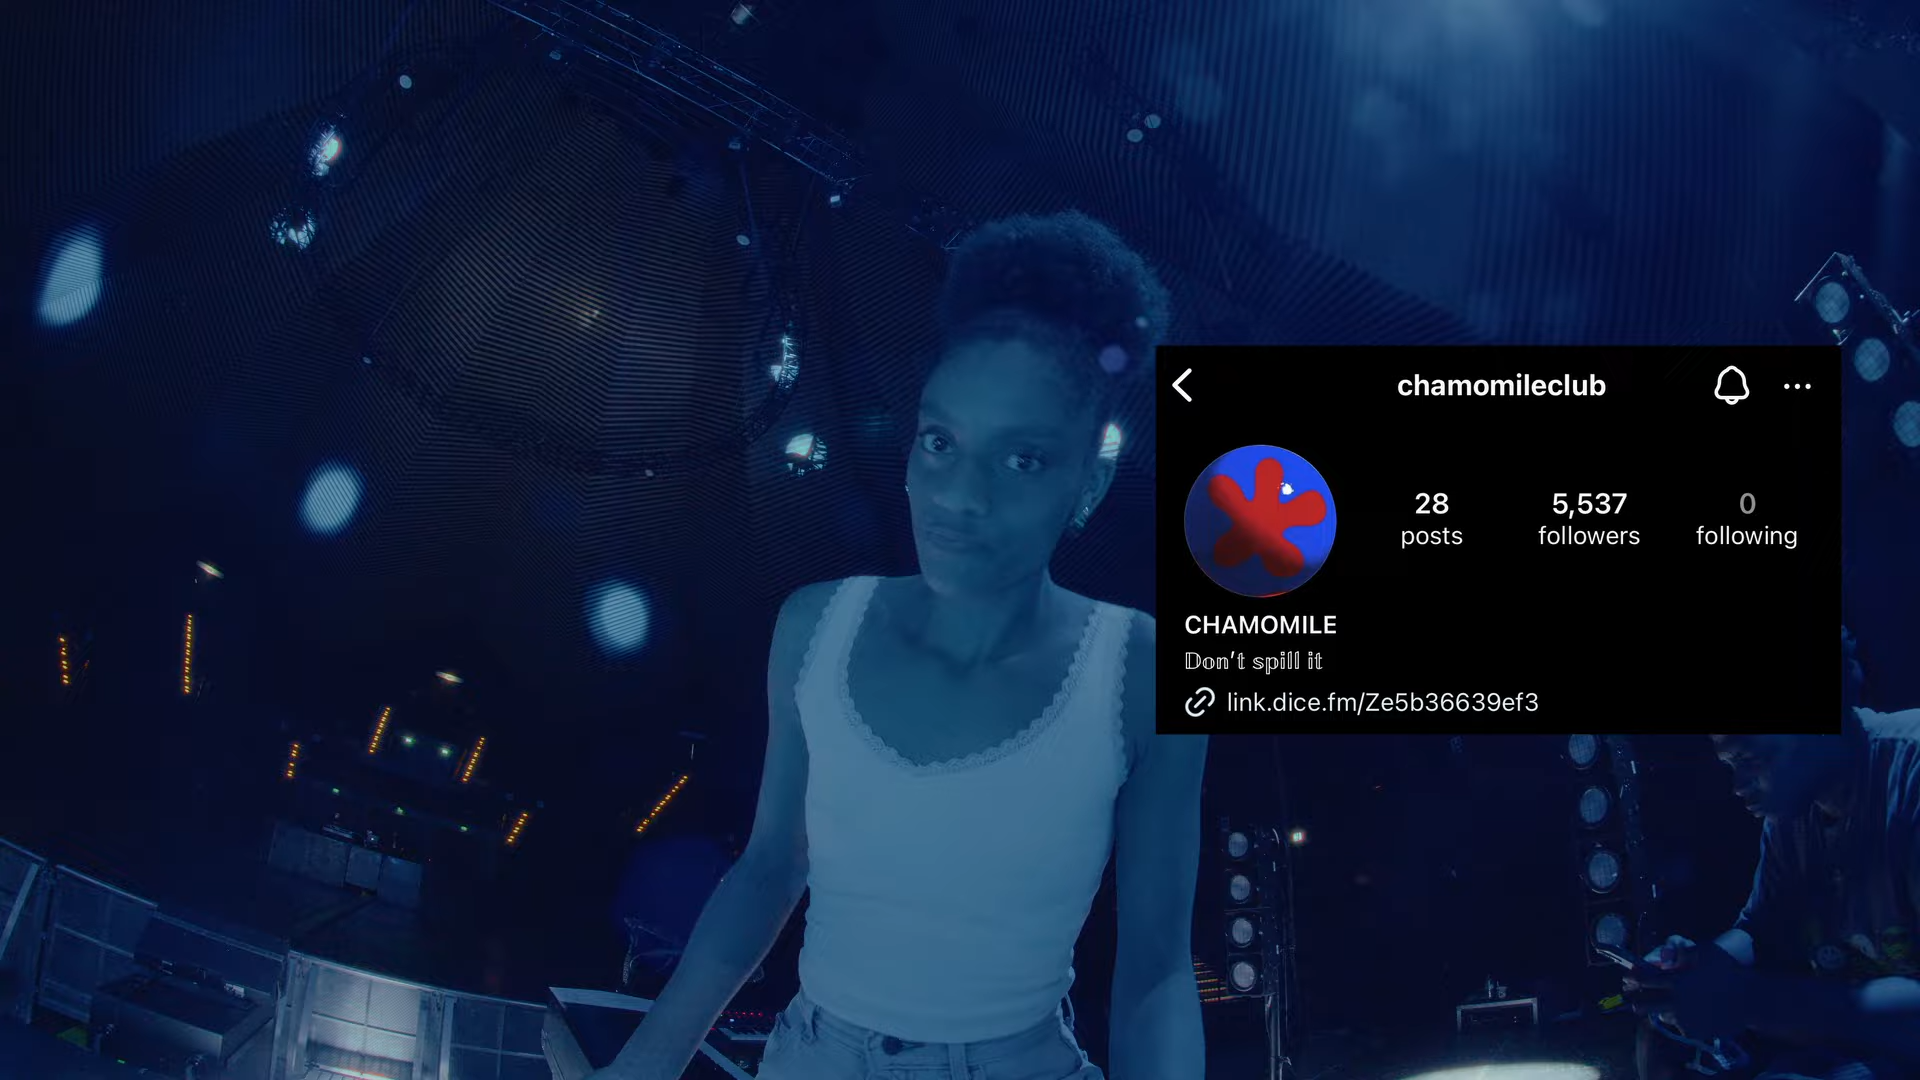 chamomileclub
28 posts
5,537 followers
0 following
CHAMOMILE
Don't spill it
link.dice.fm/Ze5b36639ef3